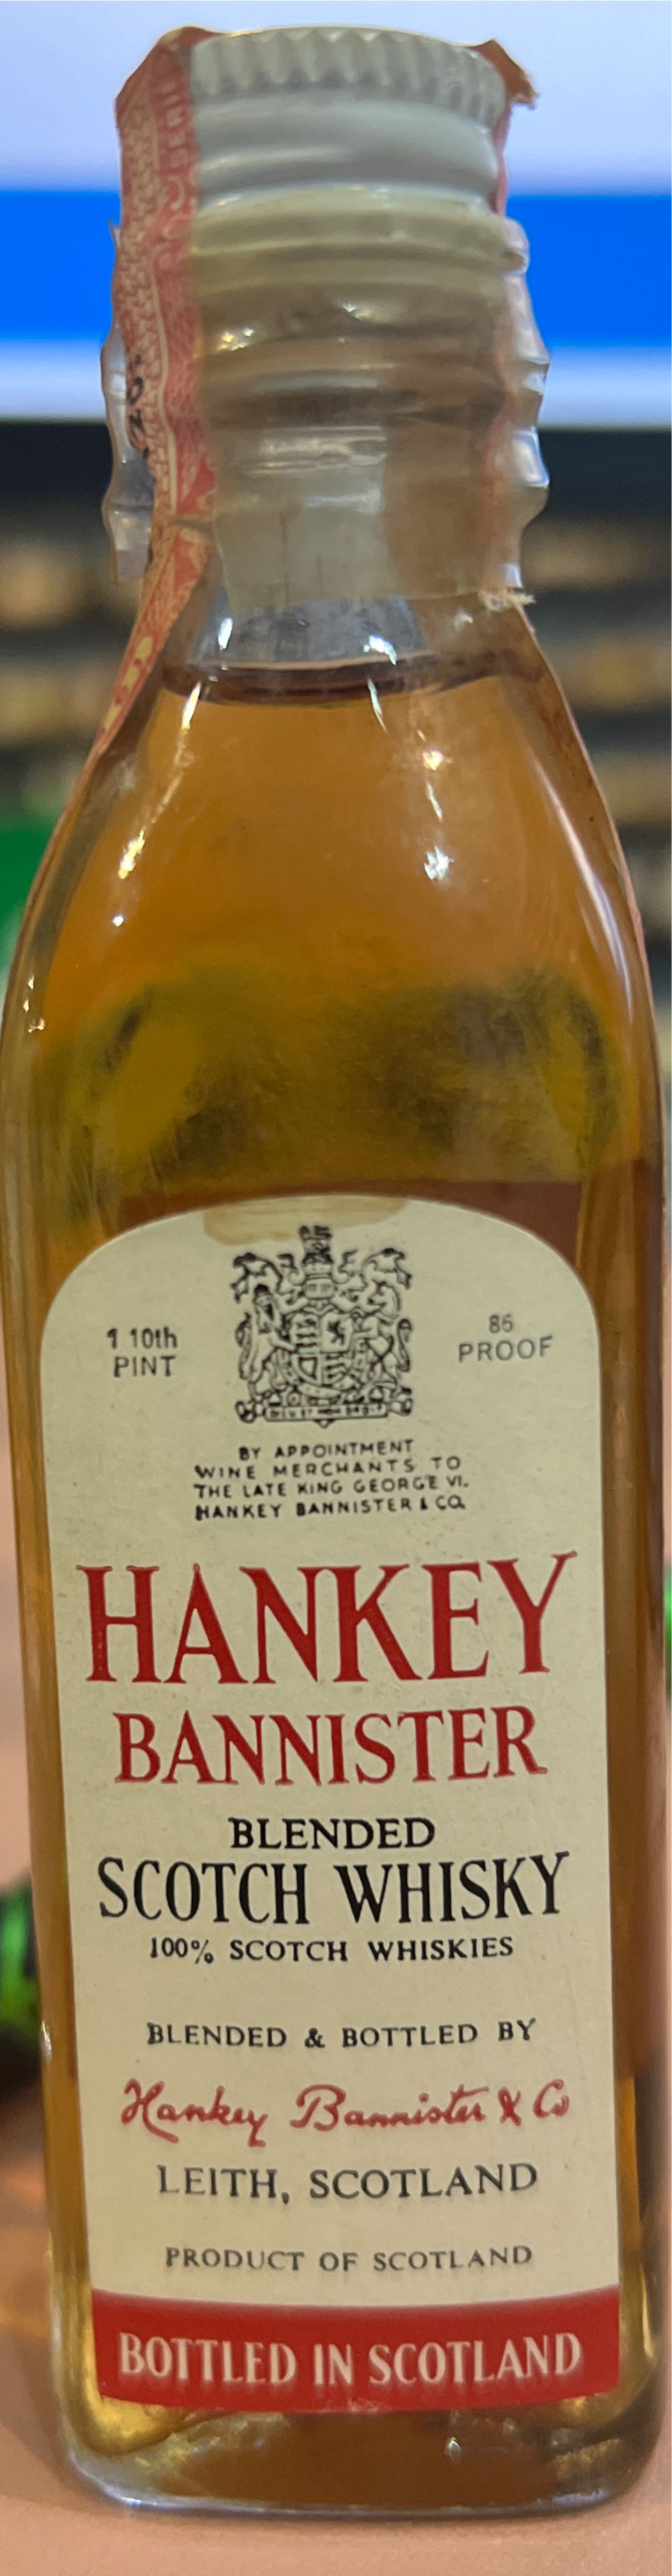 SERIE
1 10th
PINT
86
PROOF
BY APPOINTMENT
WINE MERCHANTS TO
THE LATE KING GEORGE VI.
HANKEY BANNISTER & CO.
HANKEY
BANNISTER
BLENDED
SCOTCH WHISKY
100% SCOTCH WHISKIES
BLENDED & BOTTLED BY
Hankey Bannister & Co
LEITH, SCOTLAND
PRODUCT OF SCOTLAND
BOTTLED IN SCOTLAND